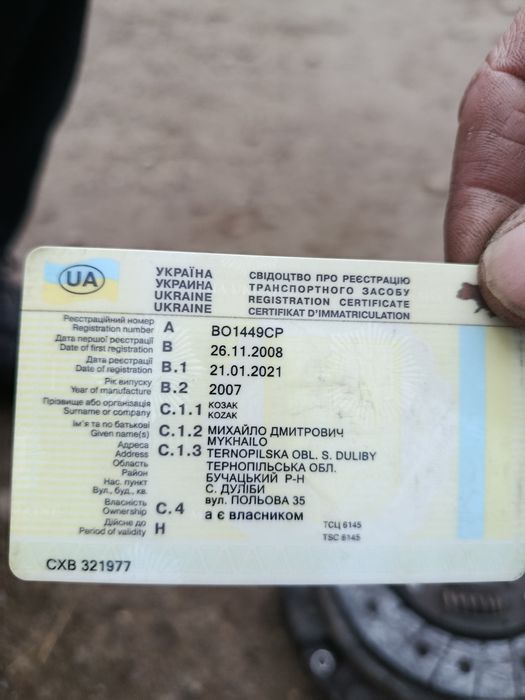 UA
УКРАЇНА
УКРАИНА
UKRAINE
UKRAINE
СВІДОЦТВО ПРО РЕЄСТРАЦІЮ
ТРАНСПОРТНОГО ЗАСОБУ
REGISTRATION CERTIFICATE
CERTIFIKAT D'IMMATRICULATION
Реєстраційний номер
Registration number A BO1449CP
Дата першої реєстрації
Date of first registration B 26.11.2008
Дата реєстрації
Date of registration B.1 21.01.2021
Рік випуску
Year of manufacture B.2 2007
Прізвище або організація
Surname or company C.1.1 КОЗАК
KOZAK
Ім'я та по батькові
Given name(s) C.1.2 МИХАЙЛО ДМИТРОВИЧ
MYKHAILO
Адреса
Address C.1.3 TERNOPILSKA OBL. S. DULIBY
Область ТЕРНОПІЛЬСЬКА ОБЛ.
Район БУЧАЦЬКИЙ Р-Н
Нас. пункт С. ДУЛІБИ
Вул., буд., кв. вул. ПОЛЬОВА 35
Власність
Ownership C.4 а є власником
Дійсне до
Period of validity H
ТСЦ 6145
TSC 6145
СХВ 321977